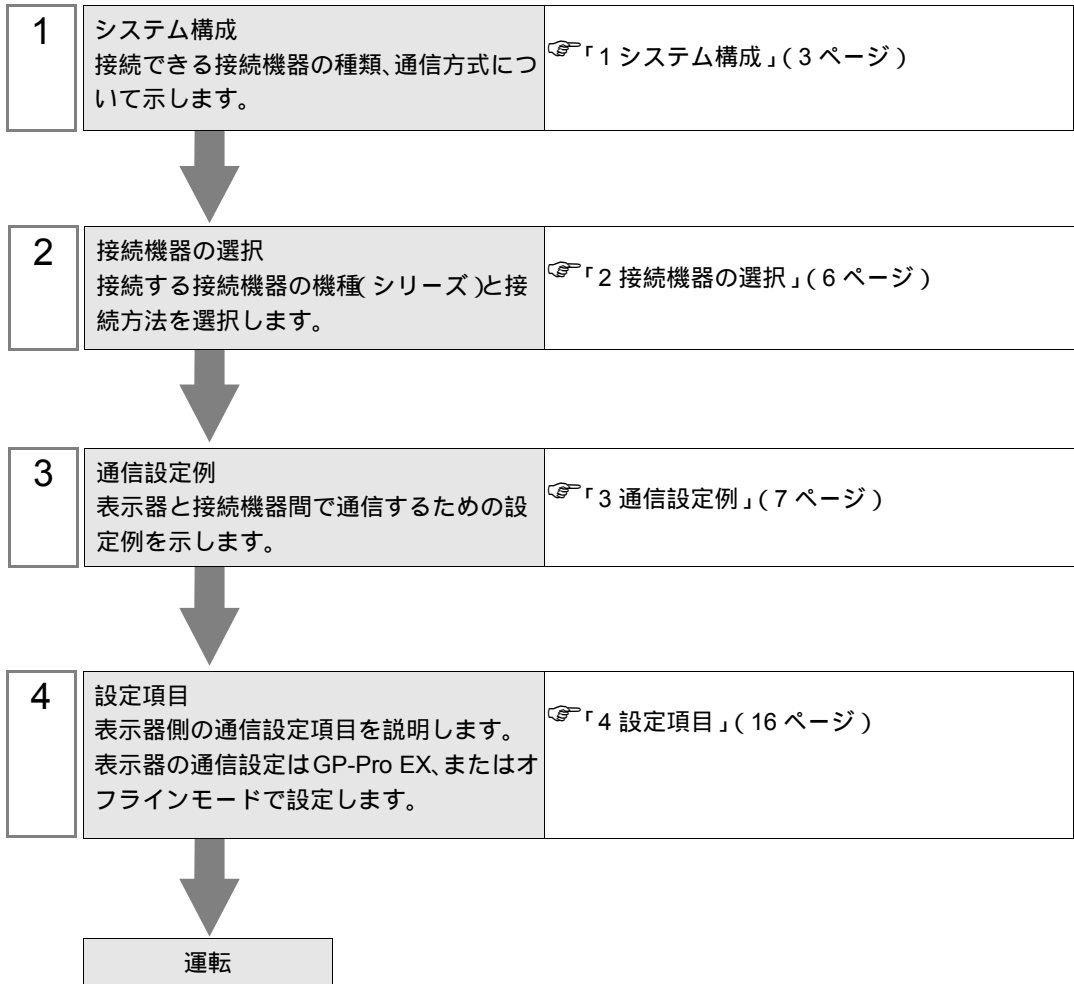 1
システム構成
接続できる接続機器の種類、通信方式につ
いて示します。
☞「1 システム構成」(3 ページ)
2
接続機器の選択
接続する接続機器の機種(シリーズ)と接
続方法を選択します。
☞「2 接続機器の選択」(6 ページ)
3
通信設定例
表示器と接続機器間で通信するための設
定例を示します。
☞「3 通信設定例」(7 ページ)
4
設定項目
表示器側の通信設定項目を説明します。
表示器の通信設定はGP-Pro EX、またはオ
フラインモードで設定します。
☞「4 設定項目」(16 ページ)
運転